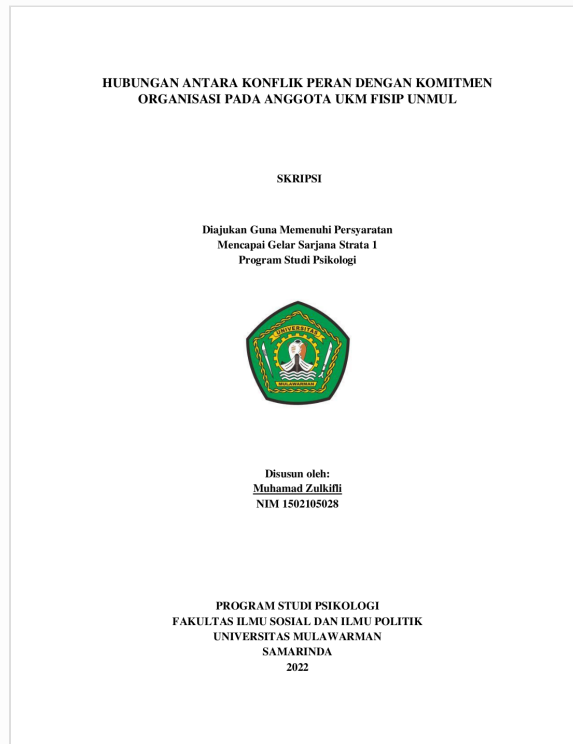 HUBUNGAN ANTARA KONFLIK PERAN DENGAN KOMITMEN
ORGANISASI PADA ANGGOTA UKM FISIP UNMUL
SKRIPSI
Diajukan Guna Memenuhi Persyaratan
Mencapai Gelar Sarjana Strata 1
Program Studi Psikologi
UNIVERSITAS
MULAWARMAN
Disusun oleh:
Muhamad Zulkifli
NIM 1502105028
PROGRAM STUDI PSIKOLOGI
FAKULTAS ILMU SOSIAL DAN ILMU POLITIK
UNIVERSITAS MULAWARMAN
SAMARINDA
2022